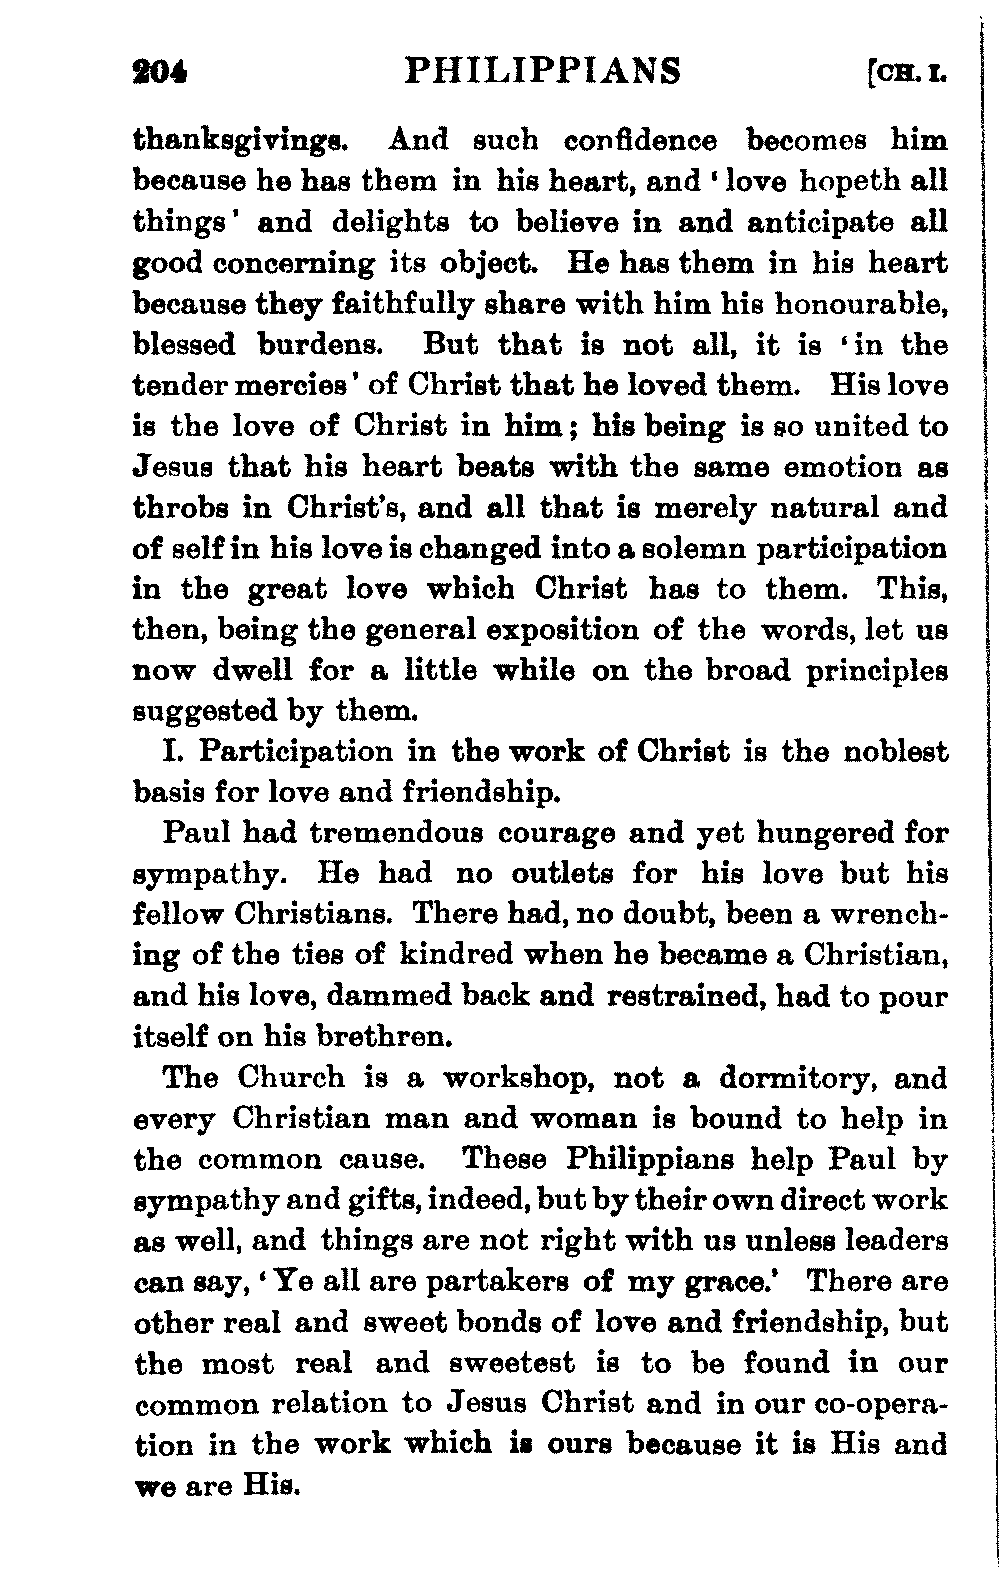 204 PHILIPPIANS [CH. I.
thanksgivings. And such confidence becomes him
because he has them in his heart, and ‘love hopeth all
things’ and delights to believe in and anticipate all
good concerning its object. He has them in his heart
because they faithfully share with him his honourable,
blessed burdens. But that is not all, it is ‘in the
tender mercies’ of Christ that he loved them. His love
is the love of Christ in him; his being is so united to
Jesus that his heart beats with the same emotion as
throbs in Christ’s, and all that is merely natural and
of self in his love is changed into a solemn participation
in the great love which Christ has to them. This,
then, being the general exposition of the words, let us
now dwell for a little while on the broad principles
suggested by them.
I. Participation in the work of Christ is the noblest
basis for love and friendship.
Paul had tremendous courage and yet hungered for
sympathy. He had no outlets for his love but his
fellow Christians. There had, no doubt, been a wrench-
ing of the ties of kindred when he became a Christian,
and his love, dammed back and restrained, had to pour
itself on his brethren.
The Church is a workshop, not a dormitory, and
every Christian man and woman is bound to help in
the common cause. These Philippians help Paul by
sympathy and gifts, indeed, but by their own direct work
as well, and things are not right with us unless leaders
can say, ‘Ye all are partakers of my grace.’ There are
other real and sweet bonds of love and friendship, but
the most real and sweetest is to be found in our
common relation to Jesus Christ and in our co-opera-
tion in the work which is ours because it is His and
we are His.